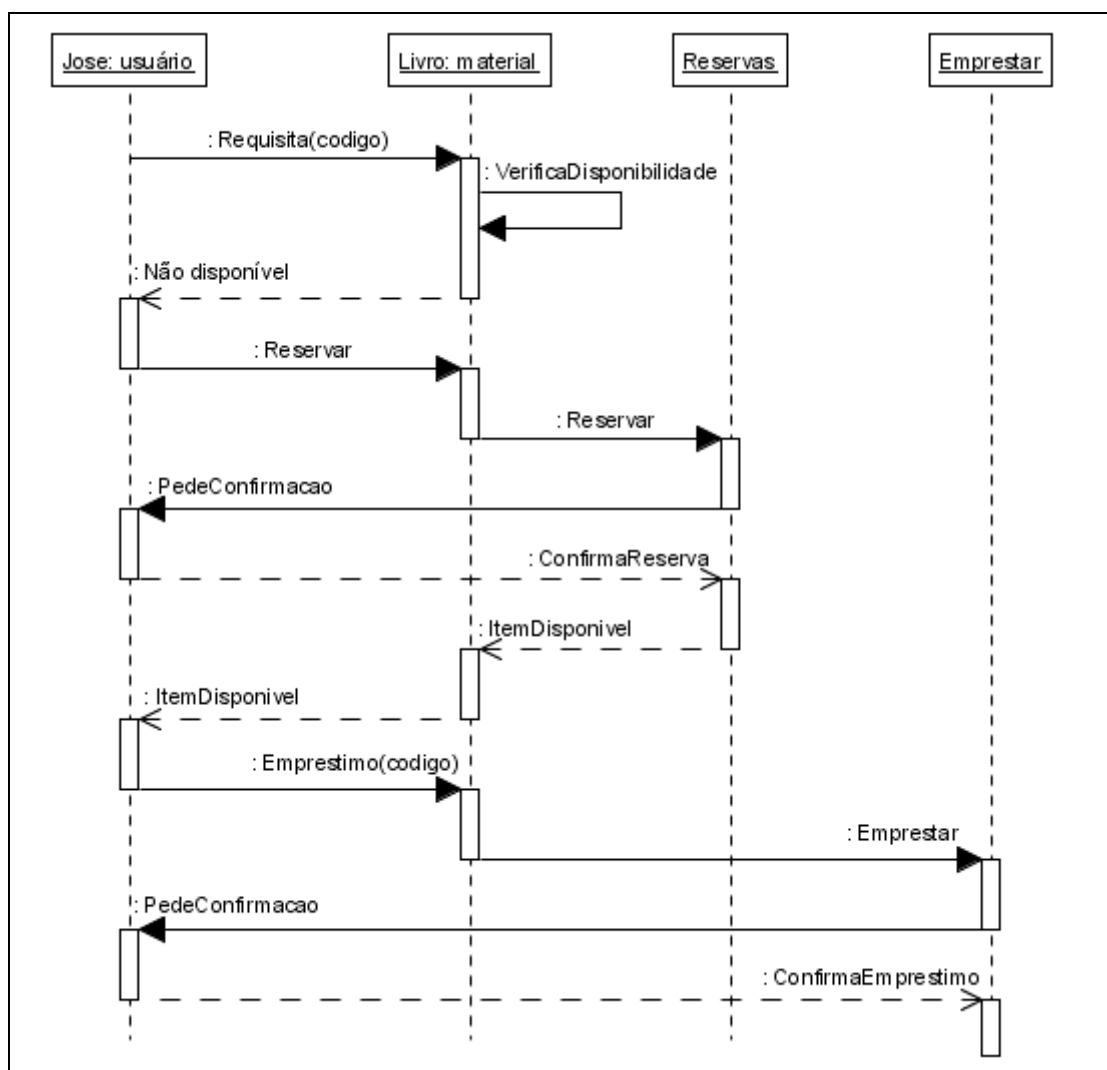 Jose: usuário
Livro: material
Reservas
Emprestar
: Requisita(codigo)
: VerificaDisponibilidade
: Não disponível
: Reservar
: Reservar
: PedeConfirmacao
: ConfirmaReserva
: ItemDisponivel
: ItemDisponivel
: Emprestimo(codigo)
: Emprestar
: PedeConfirmacao
: ConfirmaEmprestimo